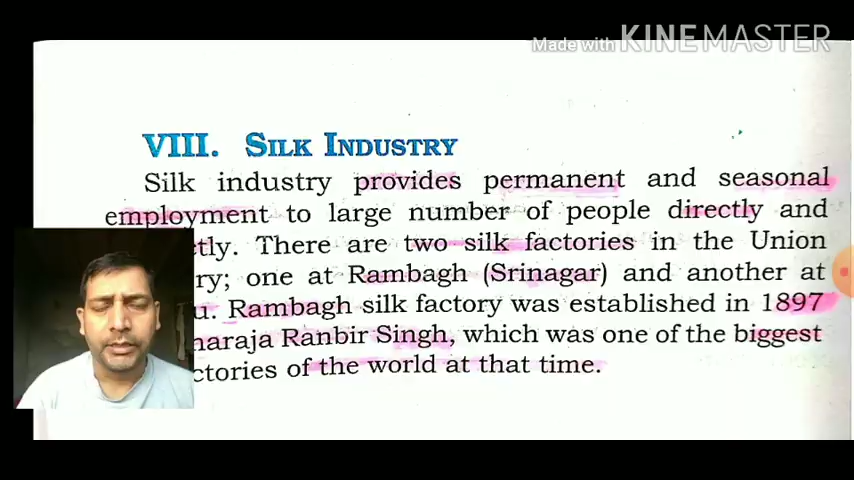 Made with KINEMASTER
VIII. SILK INDUSTRY
Silk industry provides permanent and seasonal
employment to large number of people directly and
etly. There are two silk factories in the Union
ry; one at Rambagh (Srinagar) and another at
u. Rambagh silk factory was established in 1897
haraja Ranbir Singh, which was one of the biggest
ctories of the world at that time.